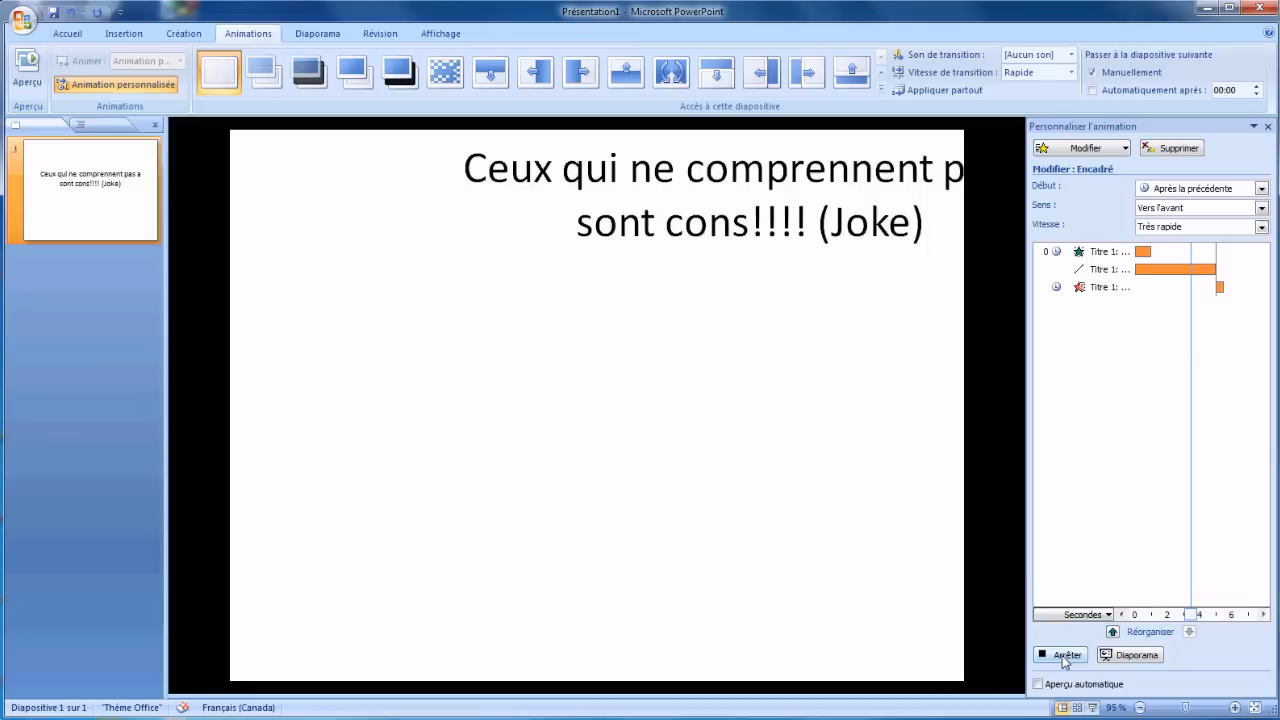 Présentation1 - Microsoft PowerPoint
Accueil Insertion Création Animations Diaporama Révision Affichage
Aperçu
Aperçu
Animer : Animation p...
Animation personnalisée
Animations
Son de transition : [Aucun son]
Vitesse de transition : Rapide
Appliquer partout
Accès à cette diapositive
Passer à la diapositive suivante
Manuellement
Automatiquement après : 00:00
1
Ceux qui ne comprennent pas a
sont cons!!!! (Joke)
Ceux qui ne comprennent p
sont cons!!!! (Joke)
Personnaliser l'animation
Modifier
Supprimer
Modifier : Encadré
Début : Après la précédente
Sens : Vers l'avant
Vitesse : Très rapide
0 Titre 1: ...
Titre 1: ...
Titre 1: ...
Secondes 0 2 4 6
Réorganiser
Arrêter Diaporama
Aperçu automatique
Diapositive 1 sur 1 "Thème Office" Français (Canada) 95 %